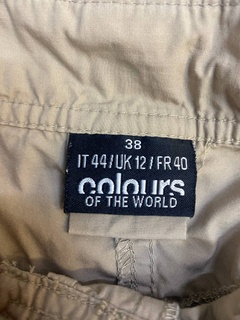 38
IT 44/UK 12/FR 40
colours
OF THE WORLD